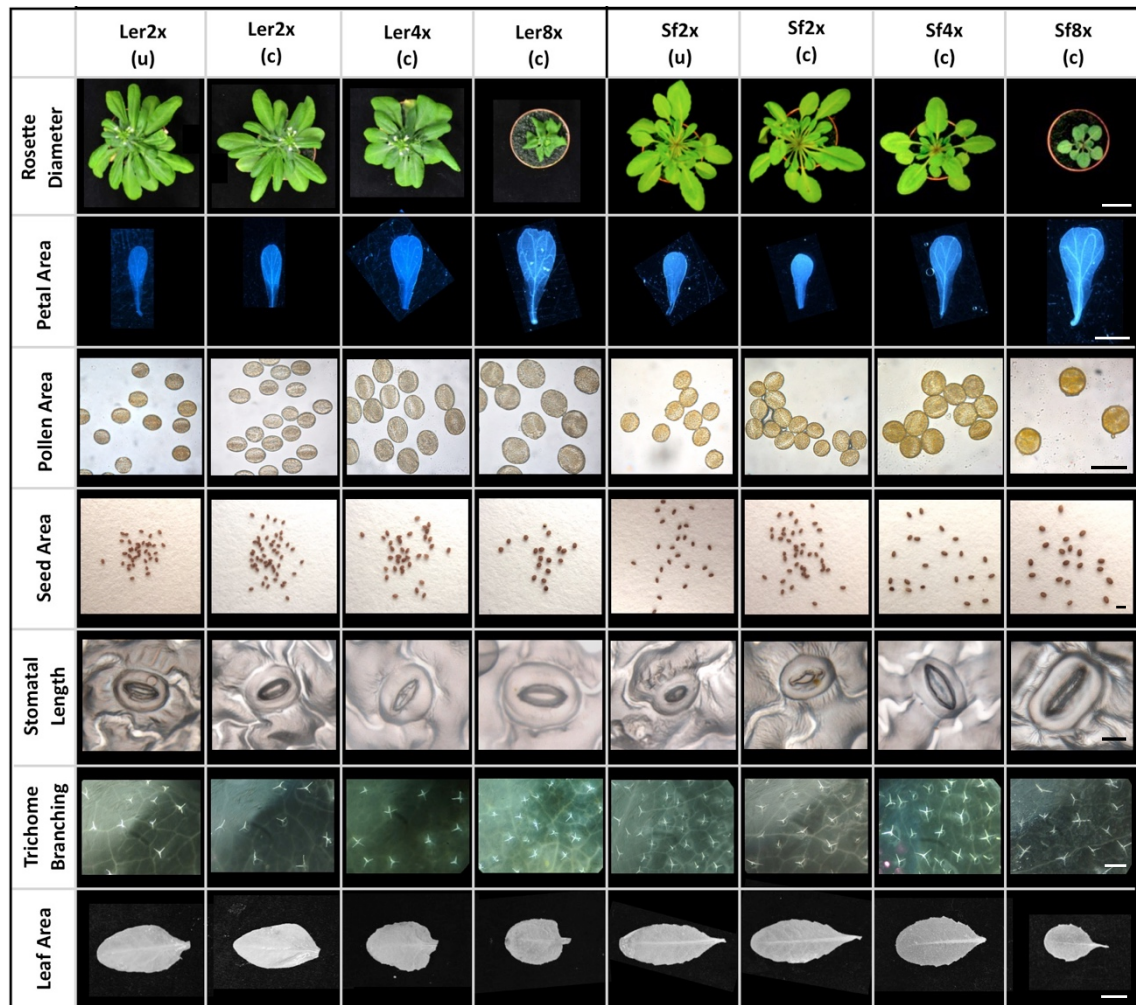 Ler2x
(u)
Ler2x
(c)
Ler4x
(c)
Ler8x
(c)
Sf2x
(u)
Sf2x
(c)
Sf4x
(c)
Sf8x
(c)
Rosette
Diameter
Petal Area
Pollen Area
Seed Area
Stomatal
Length
Trichome
Branching
Leaf Area